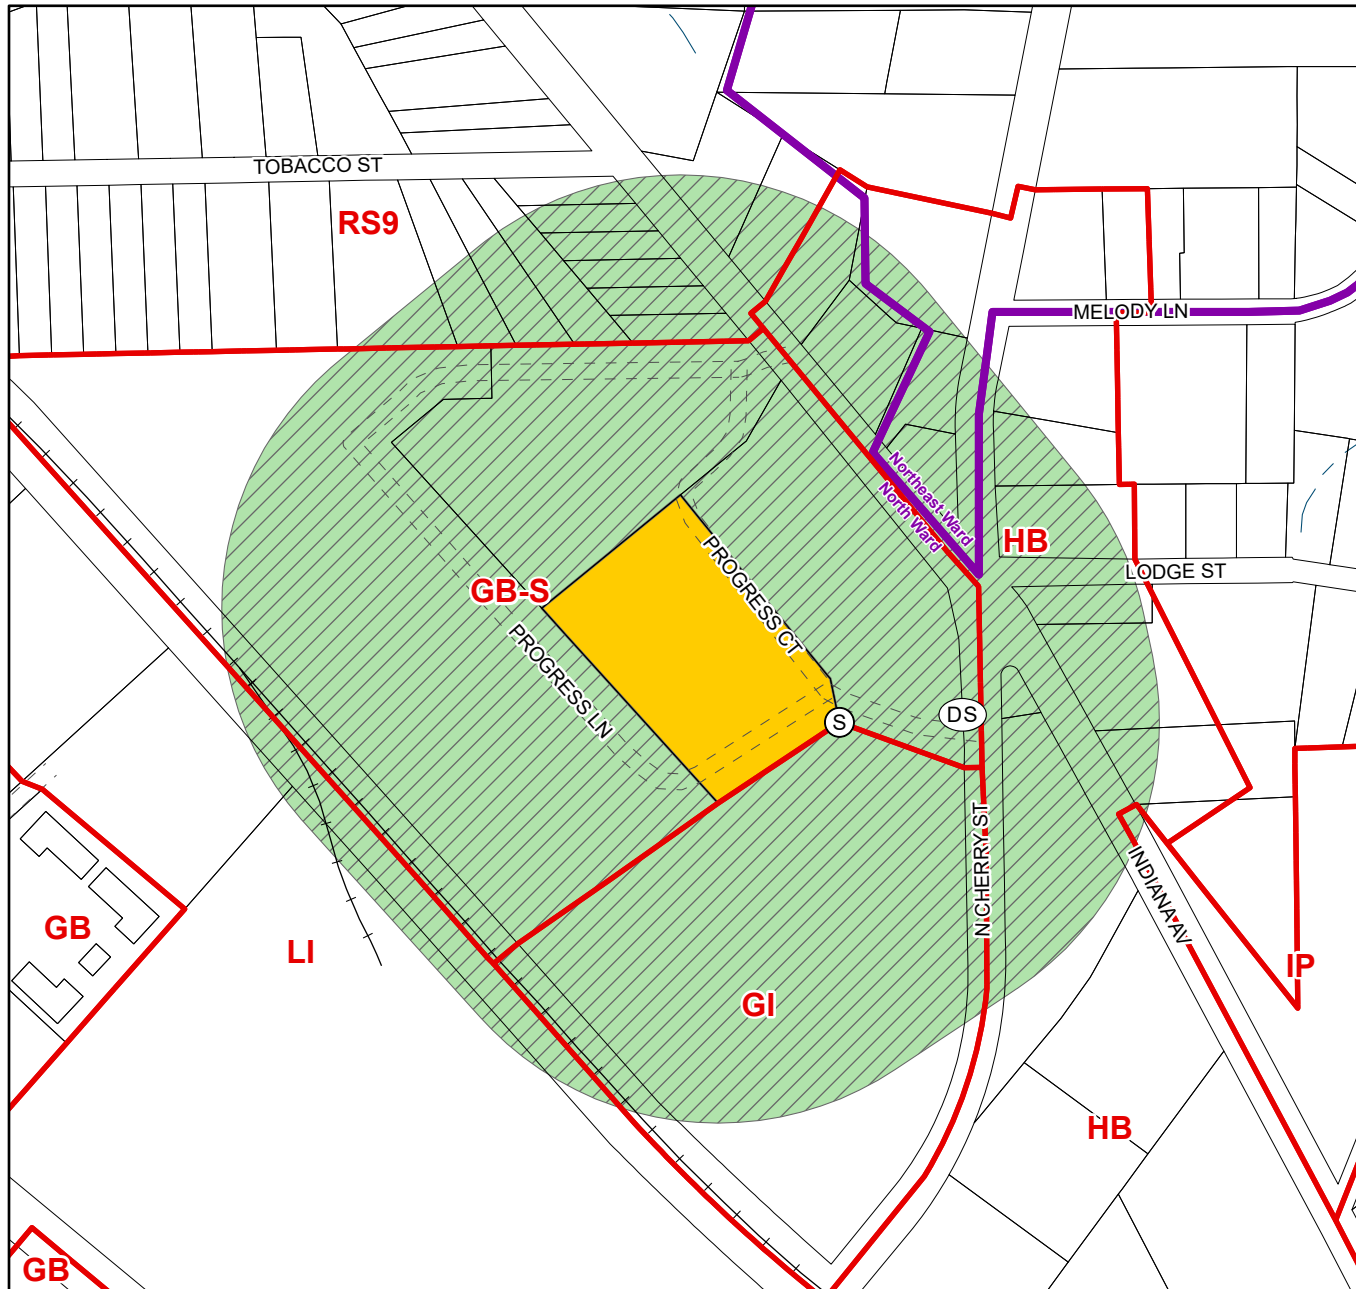 TOBACCO ST
RS9
MELODY LN
Northeast Ward
North Ward
HB
PROGRESS CT
LODGE ST
GB-S
PROGRESS LN
S
DS
N CHERRY ST
INDIANA AV
GB
LI
IP
GI
HB
GB